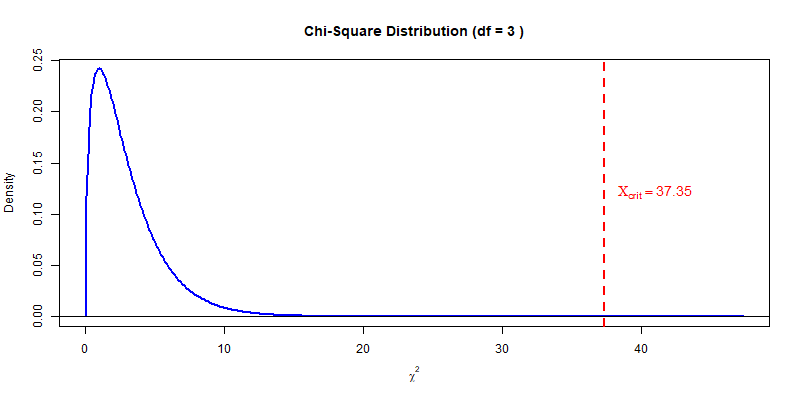 Chi-Square Distribution (df = 3 )
Density
0.25
0.20
0.15
0.10
0.05
0.00
Xcrit = 37.35
0 10 20 30 40
χ²